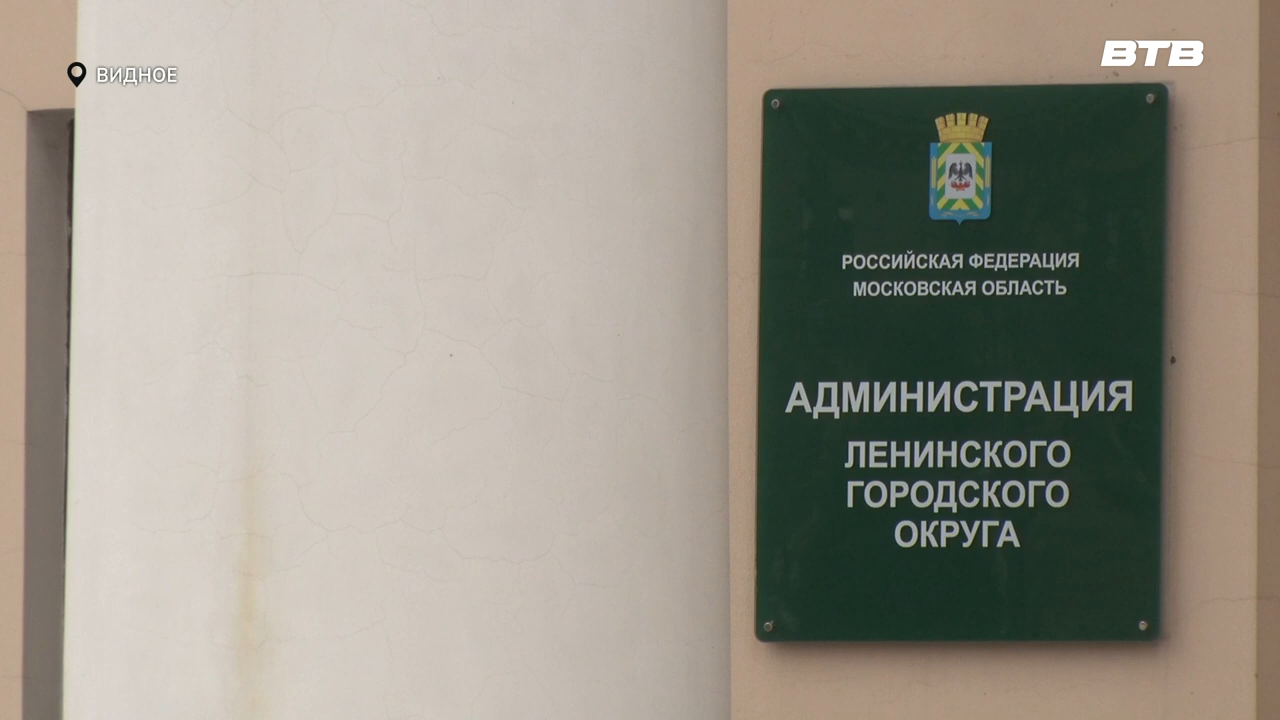 ВИДНОЕ
ВТВ
РОССИЙСКАЯ ФЕДЕРАЦИЯ
МОСКОВСКАЯ ОБЛАСТЬ
АДМИНИСТРАЦИЯ
ЛЕНИНСКОГО
ГОРОДСКОГО
ОКРУГА